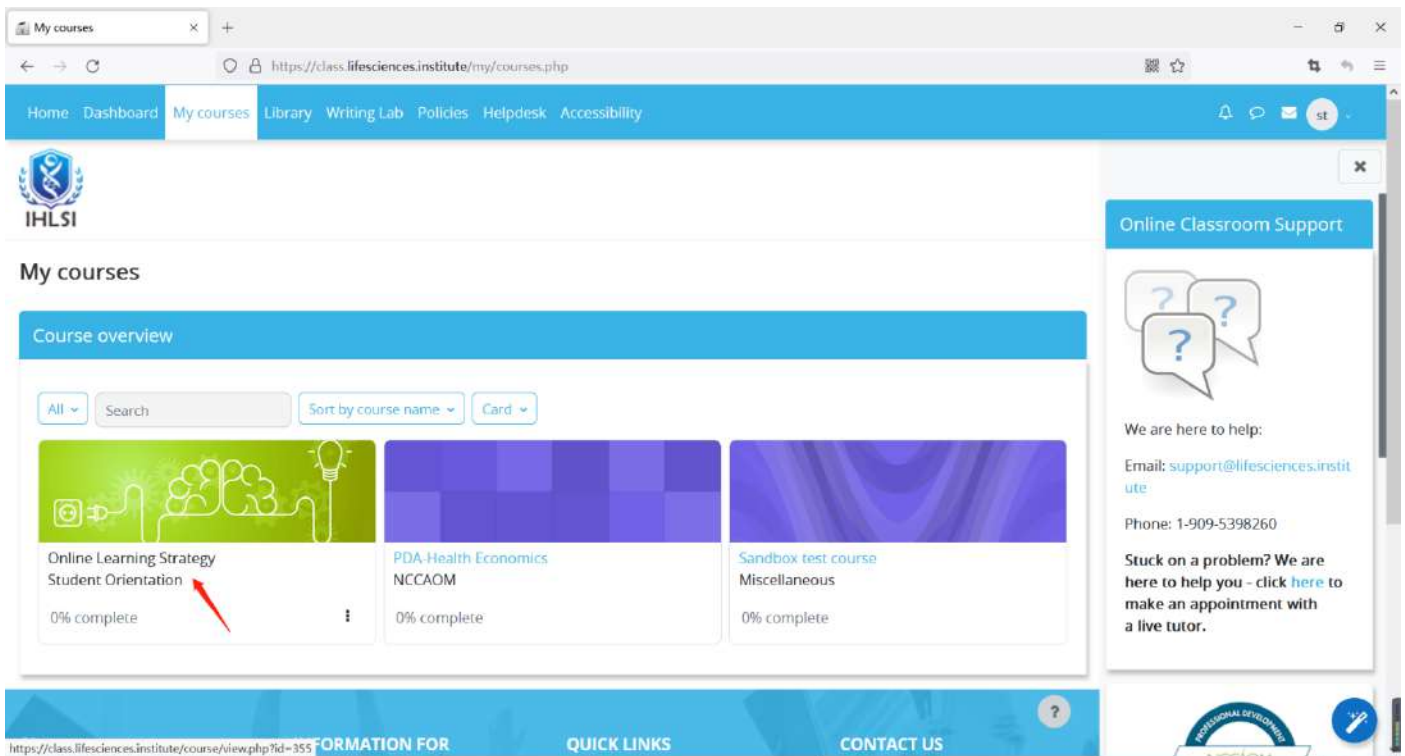 My courses
https://class.lifesciences.institute/my/courses.php
Home Dashboard My courses Library Writing Lab Policies Helpdesk Accessibility
st
IHLSI
My courses
Course overview
All
Search
Sort by course name
Card
Online Learning Strategy
Student Orientation
0% complete
PDA-Health Economics
NCCAOM
0% complete
Sandbox test course
Miscellaneous
0% complete
Online Classroom Support
? ? ?
We are here to help:
Email: support@lifesciences.instit
ute
Phone: 1-909-5398260
Stuck on a problem? We are
here to help you - click here to
make an appointment with
a live tutor.
?
https://class.lifesciences.institute/course/view.php?id=355
FORMATION FOR
QUICK LINKS
CONTACT US
PROFESSIONAL DEVELOPMENT